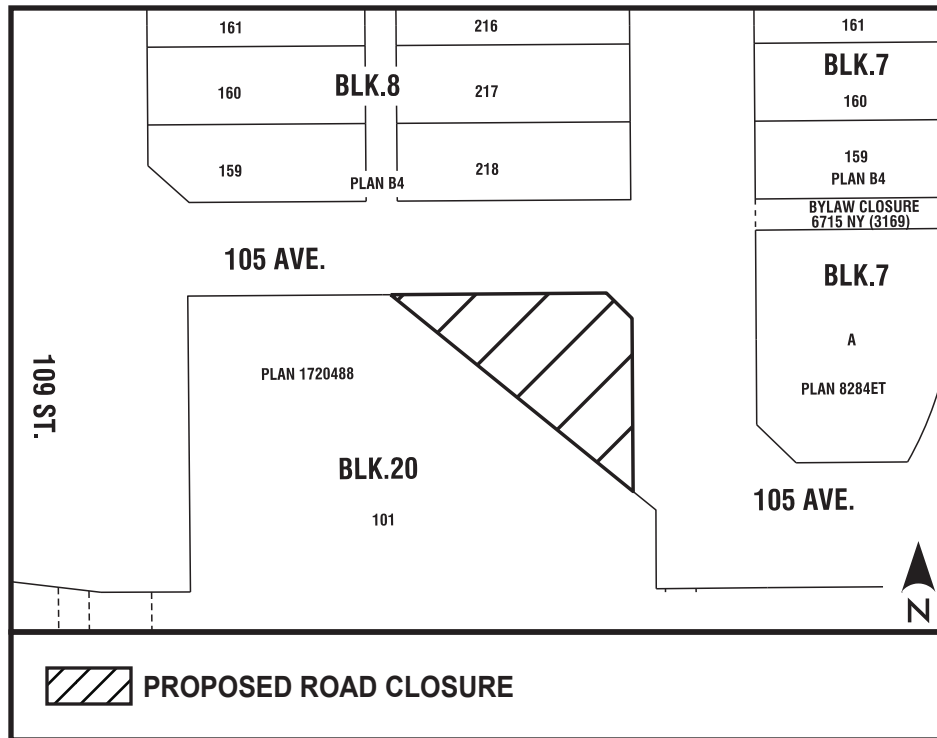 161
216
161
BLK.8
BLK.7
160
217
160
159
218
159
PLAN B4
PLAN B4
BYLAW CLOSURE
6715 NY (3169)
105 AVE.
BLK.7
A
PLAN 1720488
PLAN 8284ET
109 ST.
BLK.20
101
105 AVE.
N
PROPOSED ROAD CLOSURE